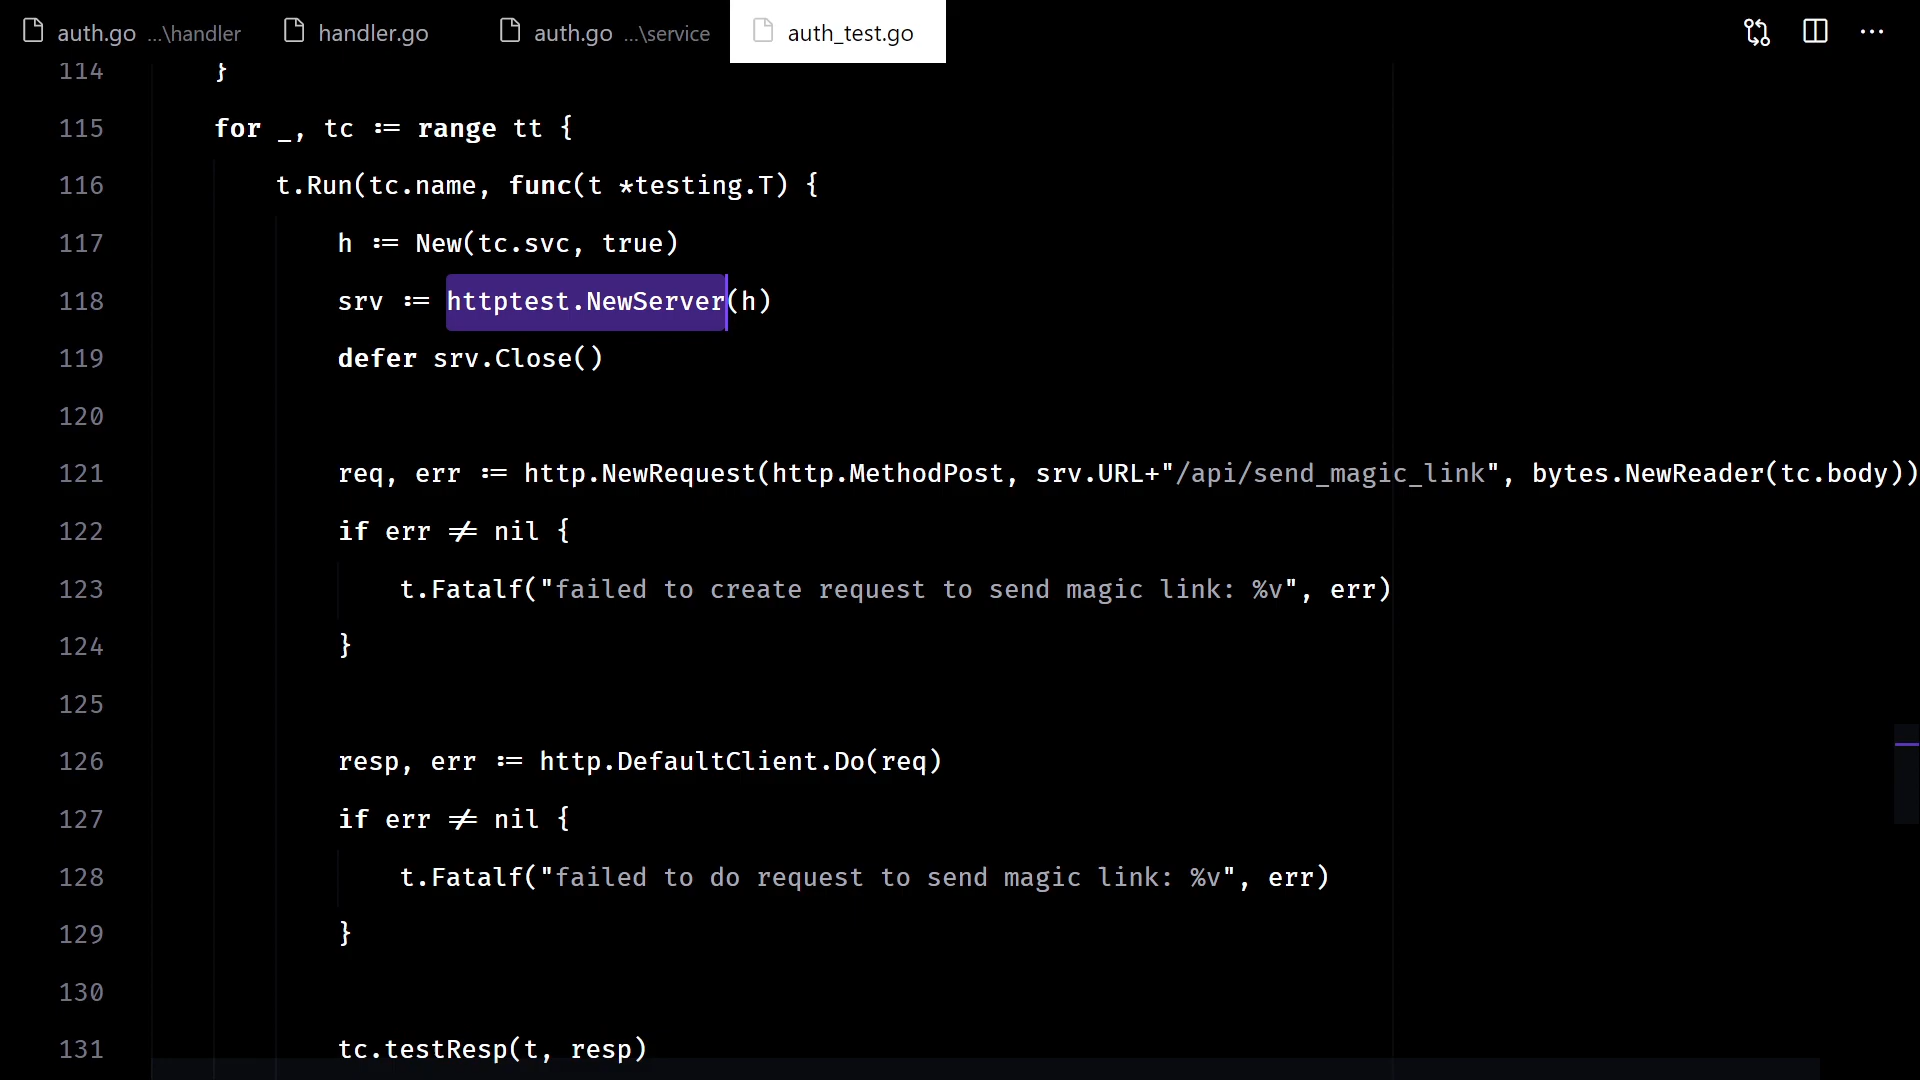 auth.go ...\handler handler.go auth.go ...\service auth_test.go
114 }
115 for _, tc := range tt {
116 t.Run(tc.name, func(t *testing.T) {
117 h := New(tc.svc, true)
118 srv := httptest.NewServer(h)
119 defer srv.Close()
120
121 req, err := http.NewRequest(http.MethodPost, srv.URL+"/api/send_magic_link", bytes.NewReader(tc.body))
122 if err != nil {
123 t.Fatalf("failed to create request to send magic link: %v", err)
124 }
125
126 resp, err := http.DefaultClient.Do(req)
127 if err != nil {
128 t.Fatalf("failed to do request to send magic link: %v", err)
129 }
130
131 tc.testResp(t, resp)